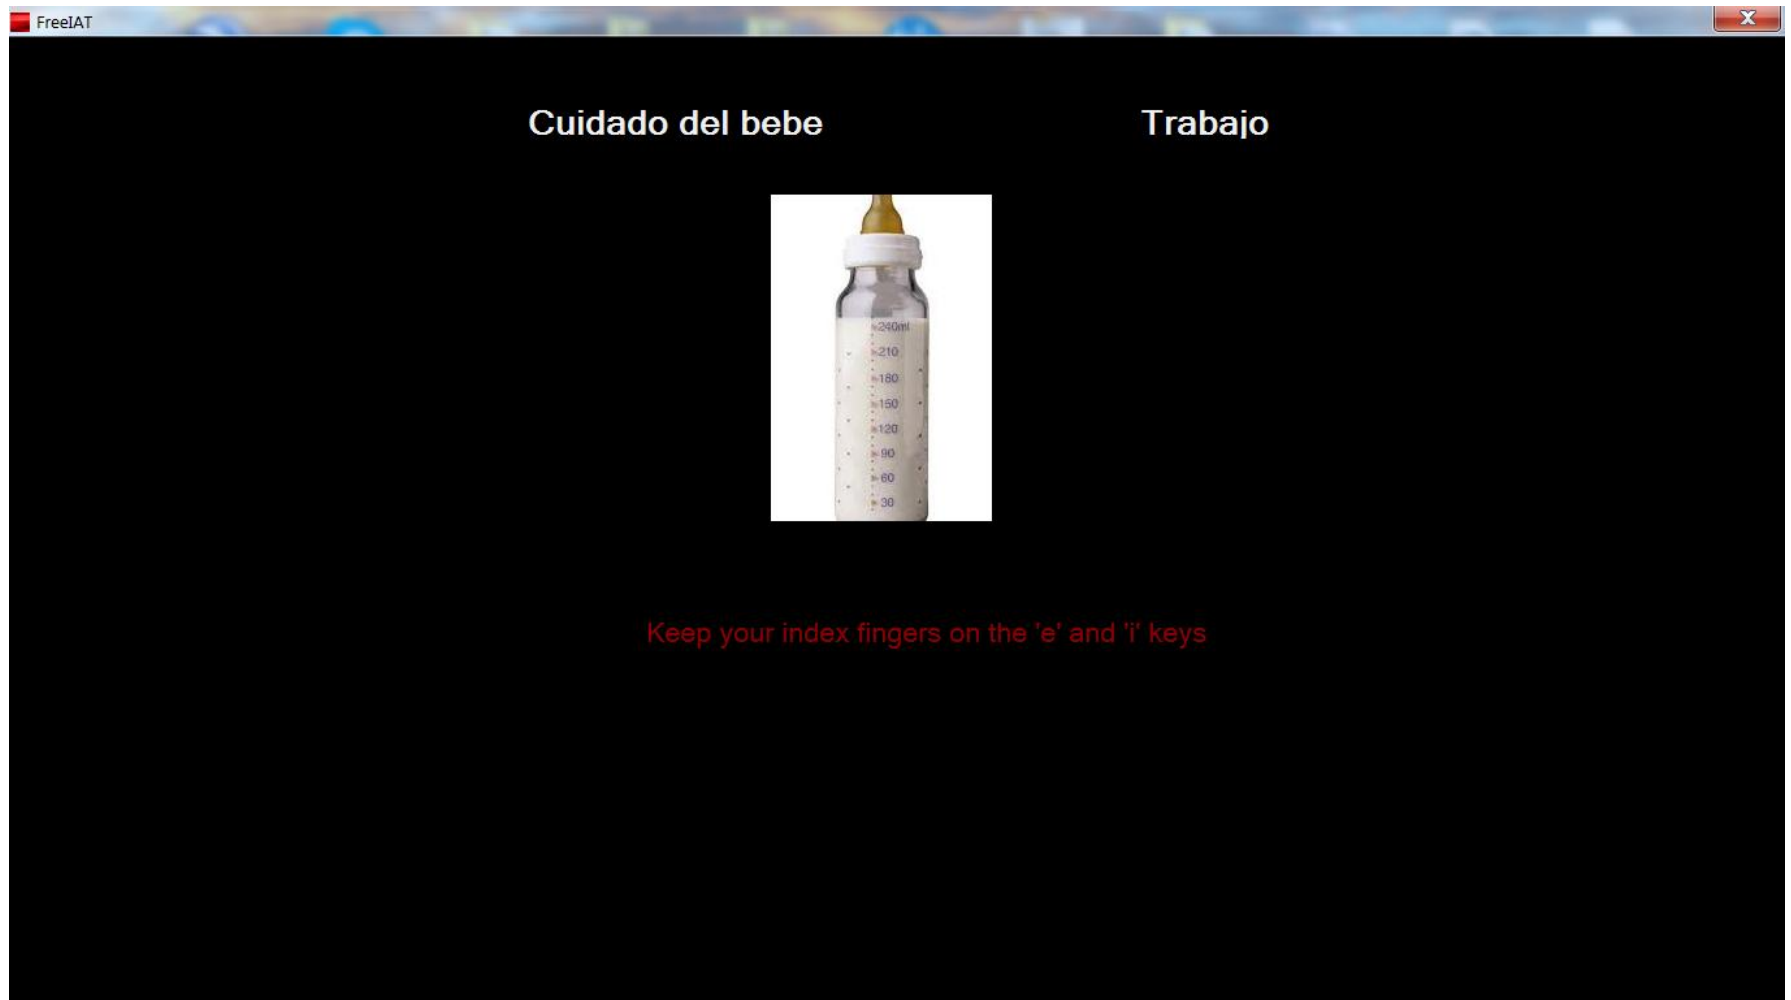 FreeIAT
Cuidado del bebe
Trabajo
240ml
210
180
150
120
90
60
30
Keep your index fingers on the 'e' and 'i' keys